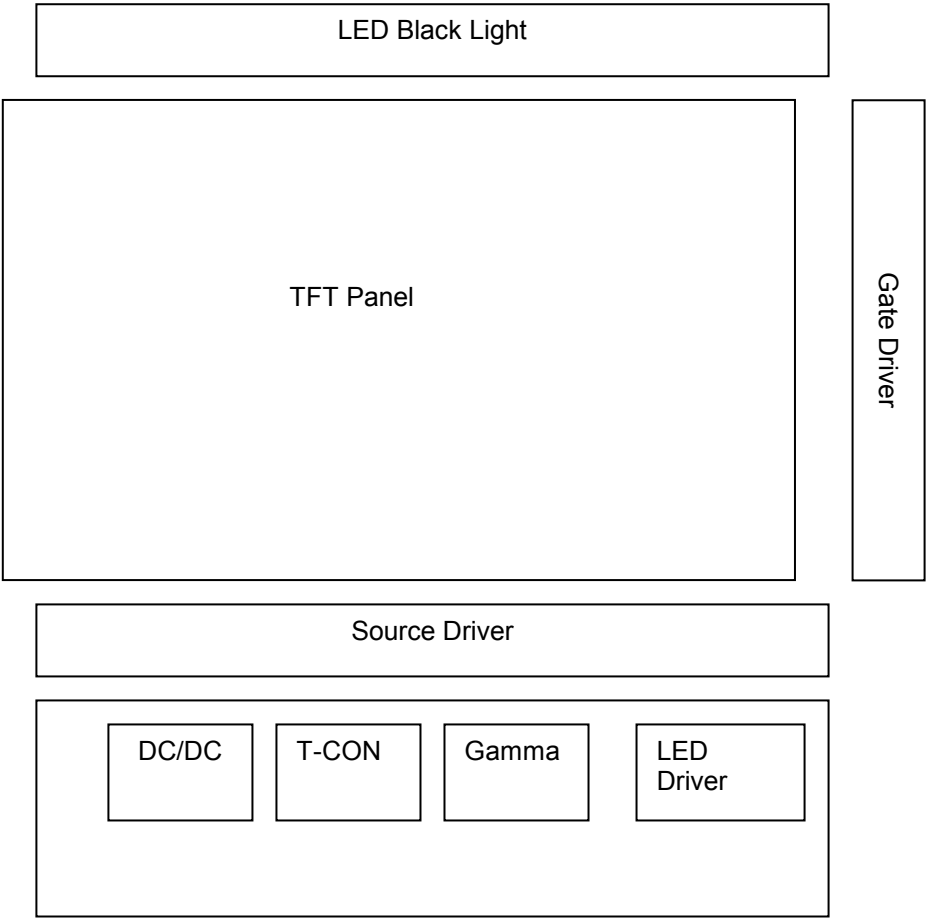 LED Black Light
TFT Panel
Gate Driver
Source Driver
DC/DC
T-CON
Gamma
LED
Driver